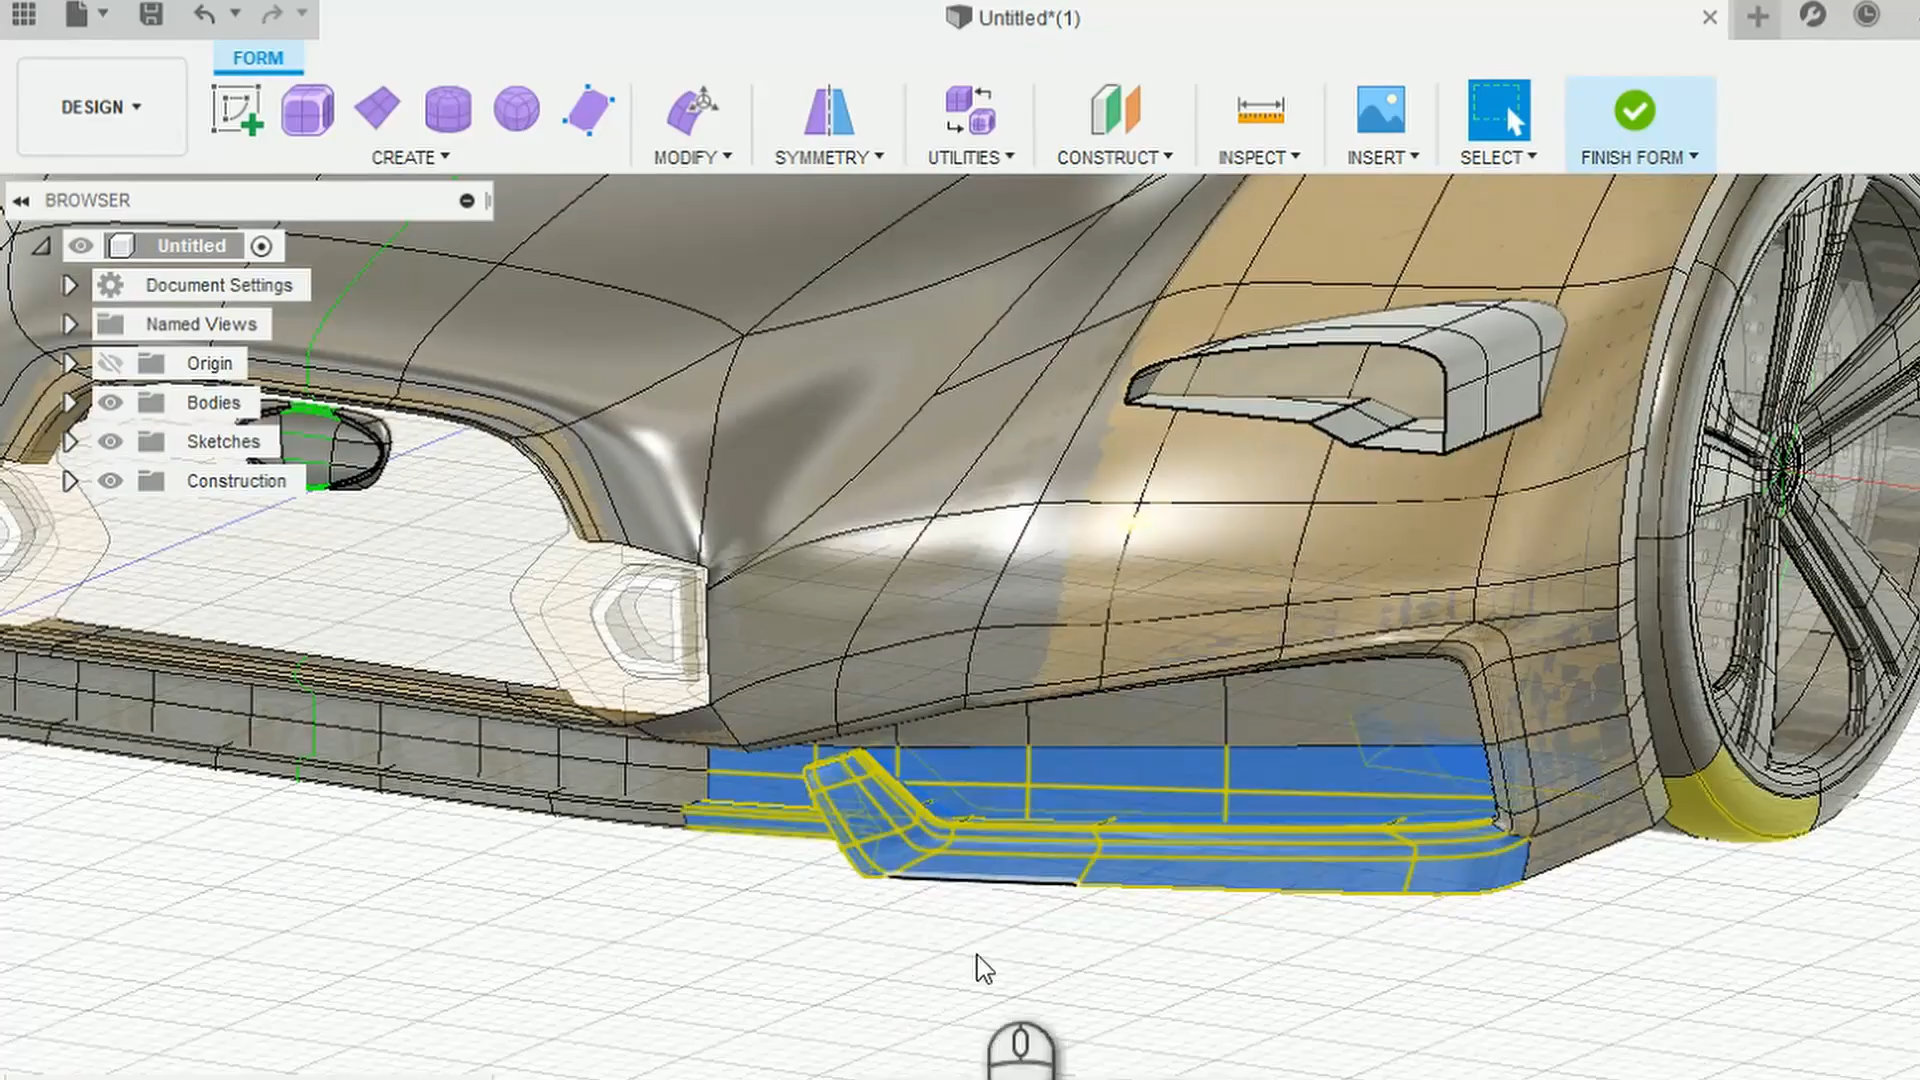 Untitled*(1)
FORM
DESIGN
CREATE
MODIFY
SYMMETRY
UTILITIES
CONSTRUCT
INSPECT
INSERT
SELECT
FINISH FORM
BROWSER
Untitled
Document Settings
Named Views
Origin
Bodies
Sketches
Construction